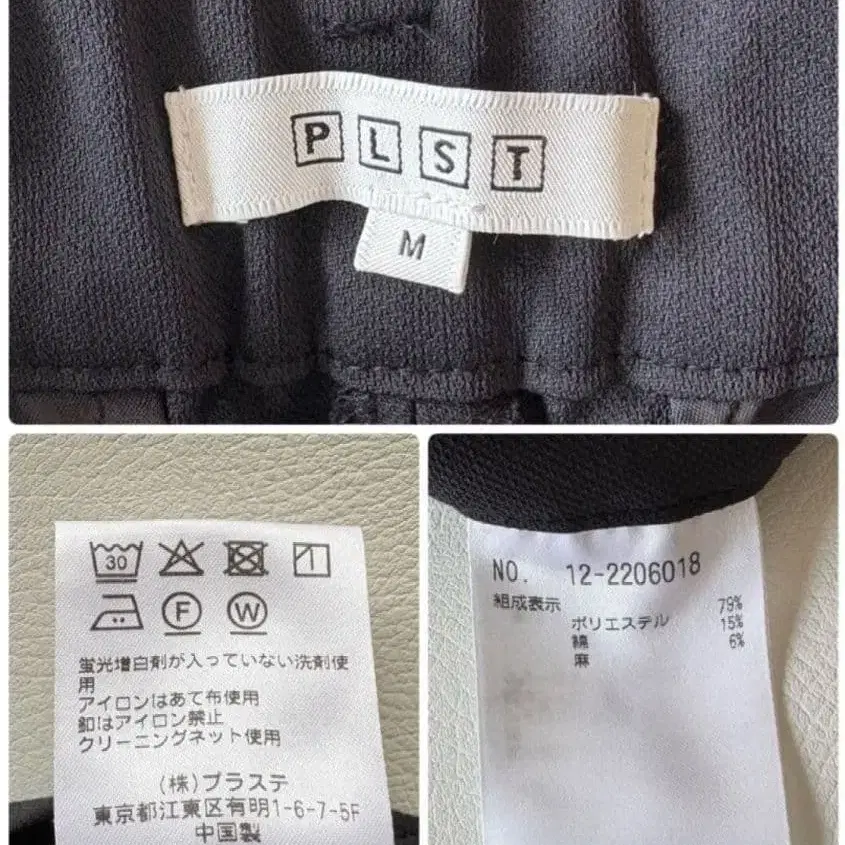 PLST
M
30
F W
蛍光増白剤が入っていない洗剤使
用
アイロンはあて布使用
釦はアイロン禁止
クリーニングネット使用
(株)プラステ
東京都江東区有明1-6-7-5F
中国製
NO. 12-2206018
組成表示
ポリエステル 79%
綿 15%
麻 6%